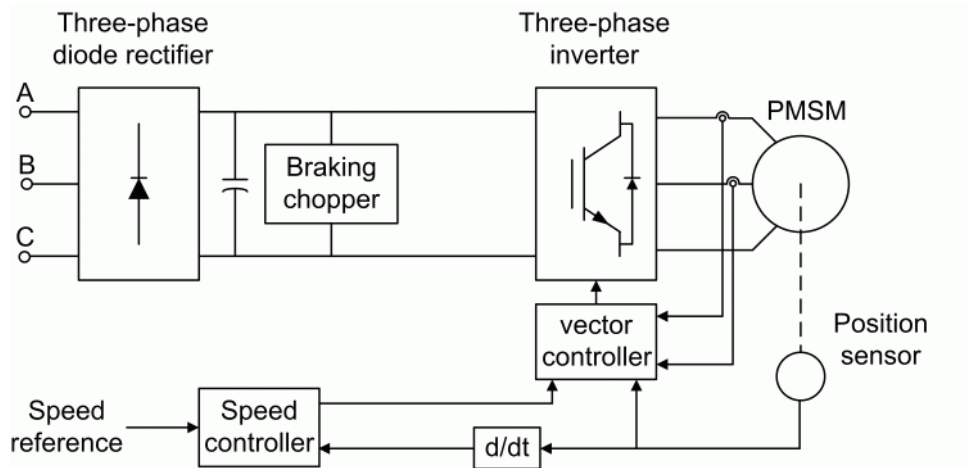 Three-phase
diode rectifier
Three-phase
inverter
A
B
C
Braking
chopper
PMSM
vector
controller
Position
sensor
Speed
reference
Speed
controller
d/dt